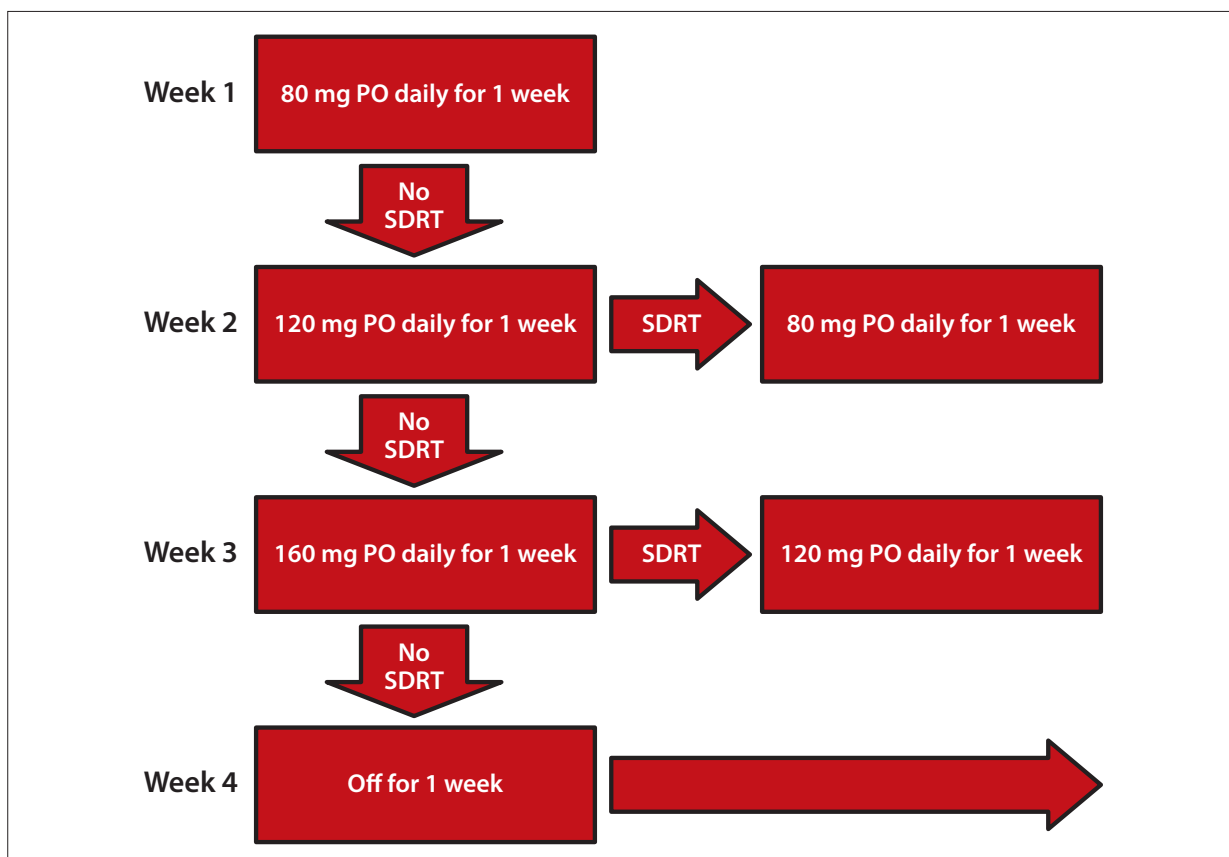 Week 1
80 mg PO daily for 1 week
No
SDRT
Week 2
120 mg PO daily for 1 week
SDRT
80 mg PO daily for 1 week
No
SDRT
Week 3
160 mg PO daily for 1 week
SDRT
120 mg PO daily for 1 week
No
SDRT
Week 4
Off for 1 week